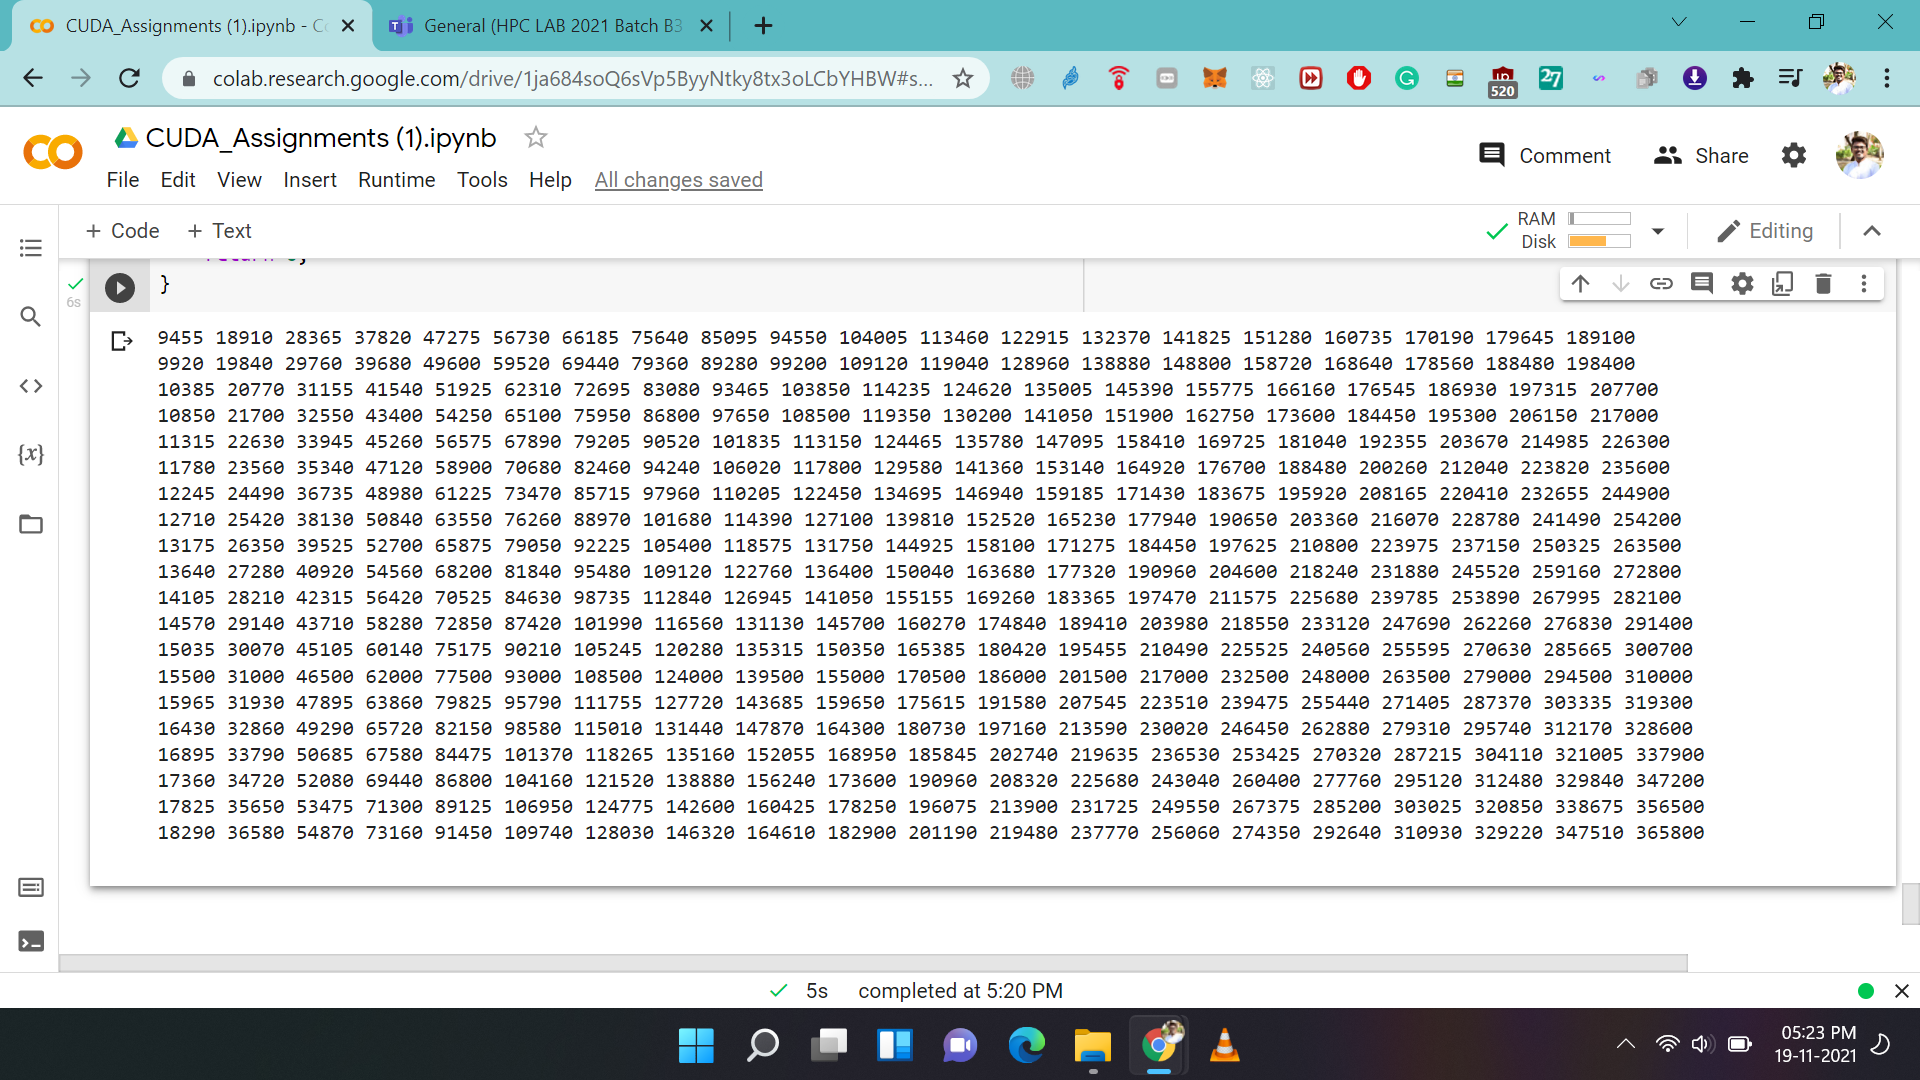 CUDA_Assignments (1).ipynb - Co
General (HPC LAB 2021 Batch B3
colab.research.google.com/drive/1ja684soQ6sVp5ByyNtky8tx3oLCbYHBW#s...
520
27
CUDA_Assignments (1).ipynb
Comment
Share
File Edit View Insert Runtime Tools Help All changes saved
+ Code + Text
RAM
Disk
Editing
}
6s
{x}
9455 18910 28365 37820 47275 56730 66185 75640 85095 94550 104005 113460 122915 132370 141825 151280 160735 170190 179645 189100
9920 19840 29760 39680 49600 59520 69440 79360 89280 99200 109120 119040 128960 138880 148800 158720 168640 178560 188480 198400
10385 20770 31155 41540 51925 62310 72695 83080 93465 103850 114235 124620 135005 145390 155775 166160 176545 186930 197315 207700
10850 21700 32550 43400 54250 65100 75950 86800 97650 108500 119350 130200 141050 151900 162750 173600 184450 195300 206150 217000
11315 22630 33945 45260 56575 67890 79205 90520 101835 113150 124465 135780 147095 158410 169725 181040 192355 203670 214985 226300
11780 23560 35340 47120 58900 70680 82460 94240 106020 117800 129580 141360 153140 164920 176700 188480 200260 212040 223820 235600
12245 24490 36735 48980 61225 73470 85715 97960 110205 122450 134695 146940 159185 171430 183675 195920 208165 220410 232655 244900
12710 25420 38130 50840 63550 76260 88970 101680 114390 127100 139810 152520 165230 177940 190650 203360 216070 228780 241490 254200
13175 26350 39525 52700 65875 79050 92225 105400 118575 131750 144925 158100 171275 184450 197625 210800 223975 237150 250325 263500
13640 27280 40920 54560 68200 81840 95480 109120 122760 136400 150040 163680 177320 190960 204600 218240 231880 245520 259160 272800
14105 28210 42315 56420 70525 84630 98735 112840 126945 141050 155155 169260 183365 197470 211575 225680 239785 253890 267995 282100
14570 29140 43710 58280 72850 87420 101990 116560 131130 145700 160270 174840 189410 203980 218550 233120 247690 262260 276830 291400
15035 30070 45105 60140 75175 90210 105245 120280 135315 150350 165385 180420 195455 210490 225525 240560 255595 270630 285665 300700
15500 31000 46500 62000 77500 93000 108500 124000 139500 155000 170500 186000 201500 217000 232500 248000 263500 279000 294500 310000
15965 31930 47895 63860 79825 95790 111755 127720 143685 159650 175615 191580 207545 223510 239475 255440 271405 287370 303335 319300
16430 32860 49290 65720 82150 98580 115010 131440 147870 164300 180730 197160 213590 230020 246450 262880 279310 295740 312170 328600
16895 33790 50685 67580 84475 101370 118265 135160 152055 168950 185845 202740 219635 236530 253425 270320 287215 304110 321005 337900
17360 34720 52080 69440 86800 104160 121520 138880 156240 173600 190960 208320 225680 243040 260400 277760 295120 312480 329840 347200
17825 35650 53475 71300 89125 106950 124775 142600 160425 178250 196075 213900 231725 249550 267375 285200 303025 320850 338675 356500
18290 36580 54870 73160 91450 109740 128030 146320 164610 182900 201190 219480 237770 256060 274350 292640 310930 329220 347510 365800
5s completed at 5:20 PM
05:23 PM
19-11-2021